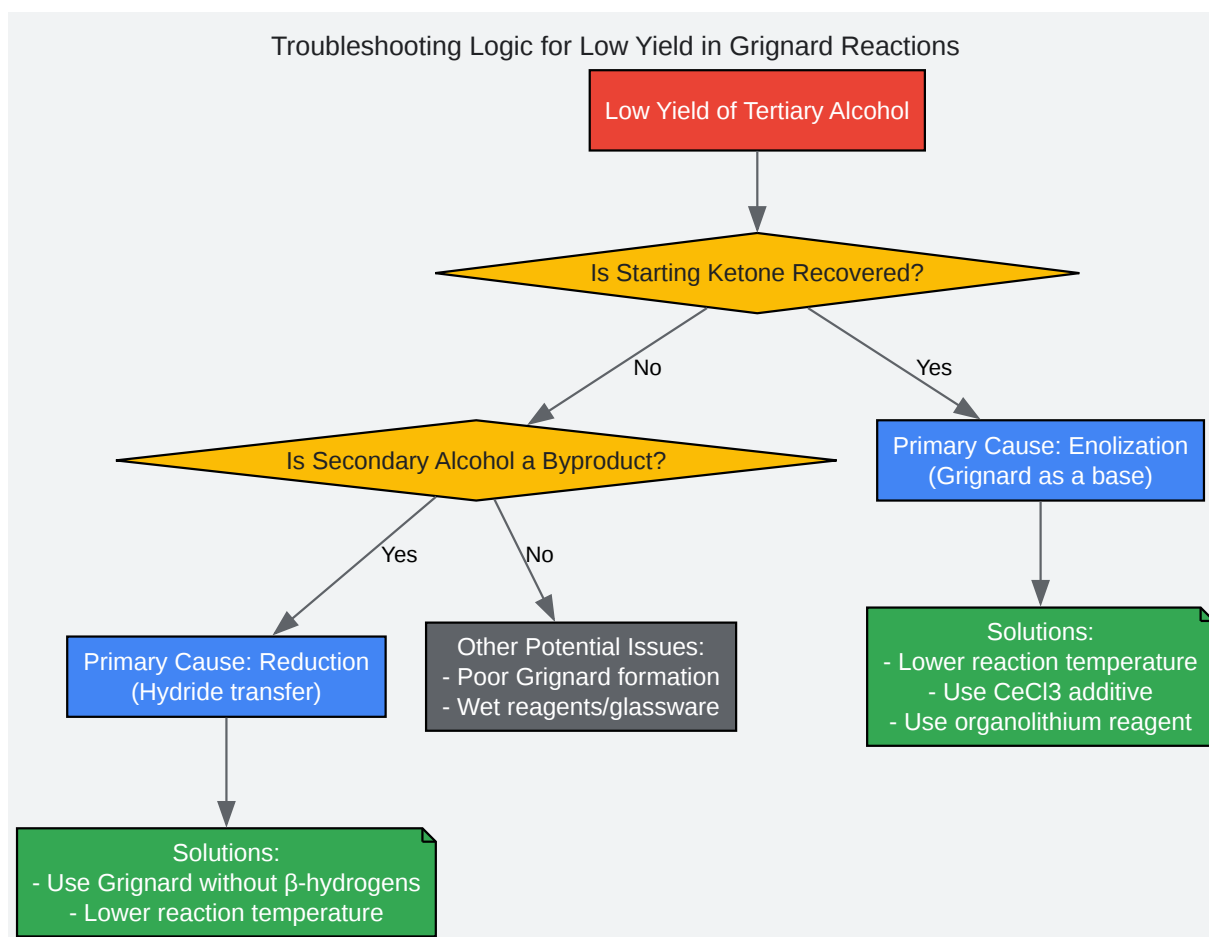 Troubleshooting Logic for Low Yield in Grignard Reactions
Low Yield of Tertiary Alcohol
Is Starting Ketone Recovered?
No
Yes
Is Secondary Alcohol a Byproduct?
Primary Cause: Enolization
(Grignard as a base)
Yes
No
Primary Cause: Reduction
(Hydride transfer)
Other Potential Issues:
- Poor Grignard formation
- Wet reagents/glassware
Solutions:
- Lower reaction temperature
- Use CeCl3 additive
- Use organolithium reagent
Solutions:
- Use Grignard without β-hydrogens
- Lower reaction temperature